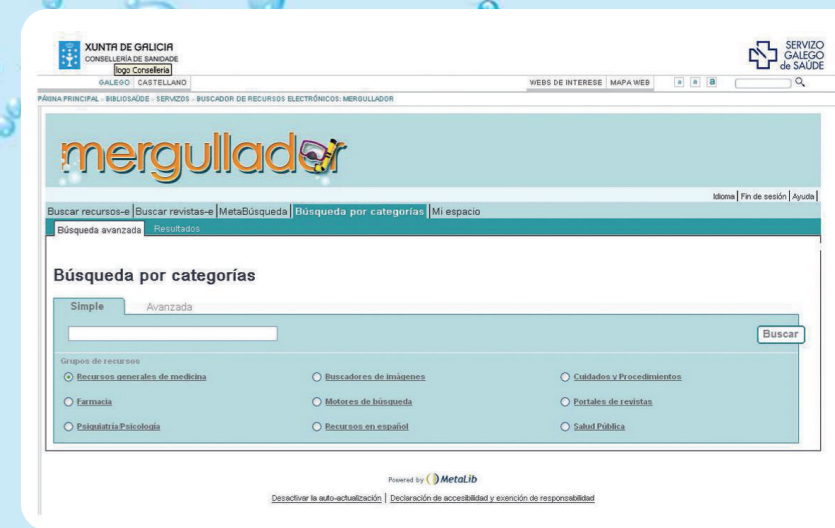 XUNTA DE GALICIA
CONSELLERÍA DE SANIDADE
logo Conselleria
SERVIZO
GALEGO
de SAÚDE
GALEGO CASTELLANO WEBS DE INTERESE MAPA WEB a a a
PÁXINA PRINCIPAL > BIBLIOSAÚDE > SERVIZOS > BUSCADOR DE RECURSOS ELECTRÓNICOS: MERGULLADOR
mergullador
Idioma | Fin de sesión | Ayuda |
Buscar recursos-e | Buscar revistas-e | MetaBúsqueda | Búsqueda por categorías | Mi espacio
Búsqueda avanzada Resultados
Búsqueda por categorías
Simple Avanzada
Buscar
Grupos de recursos
Recursos generales de medicina Buscadores de imágenes Cuidados y Procedimientos
Farmacia Motores de búsqueda Portales de revistas
Psiquiatría/Psicología Recursos en español Salud Pública
Powered by MetaLib
Desactivar la auto-actualización | Declaración de accesibilidad y exención de responsabilidad